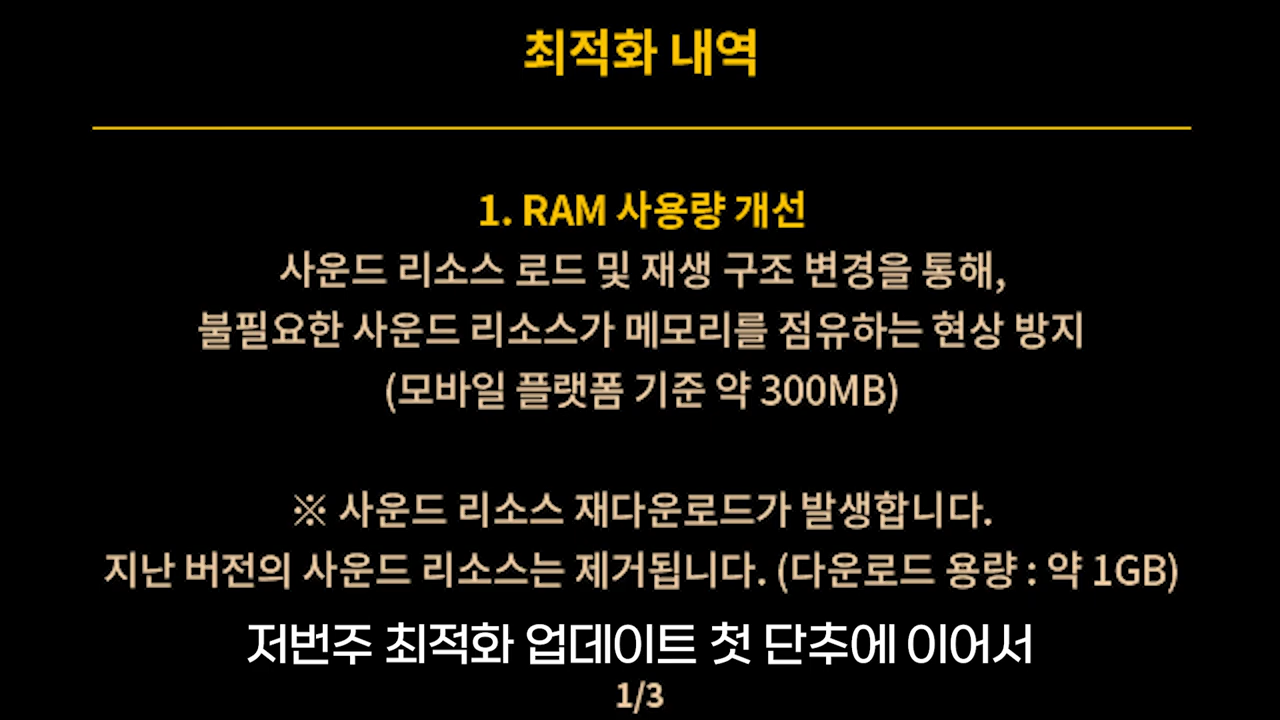 최적화 내역
1. RAM 사용량 개선
사운드 리소스 로드 및 재생 구조 변경을 통해,
불필요한 사운드 리소스가 메모리를 점유하는 현상 방지
(모바일 플랫폼 기준 약 300MB)
※ 사운드 리소스 재다운로드가 발생합니다.
지난 버전의 사운드 리소스는 제거됩니다. (다운로드 용량 : 약 1GB)
저번주 최적화 업데이트 첫 단추에 이어서
1/3